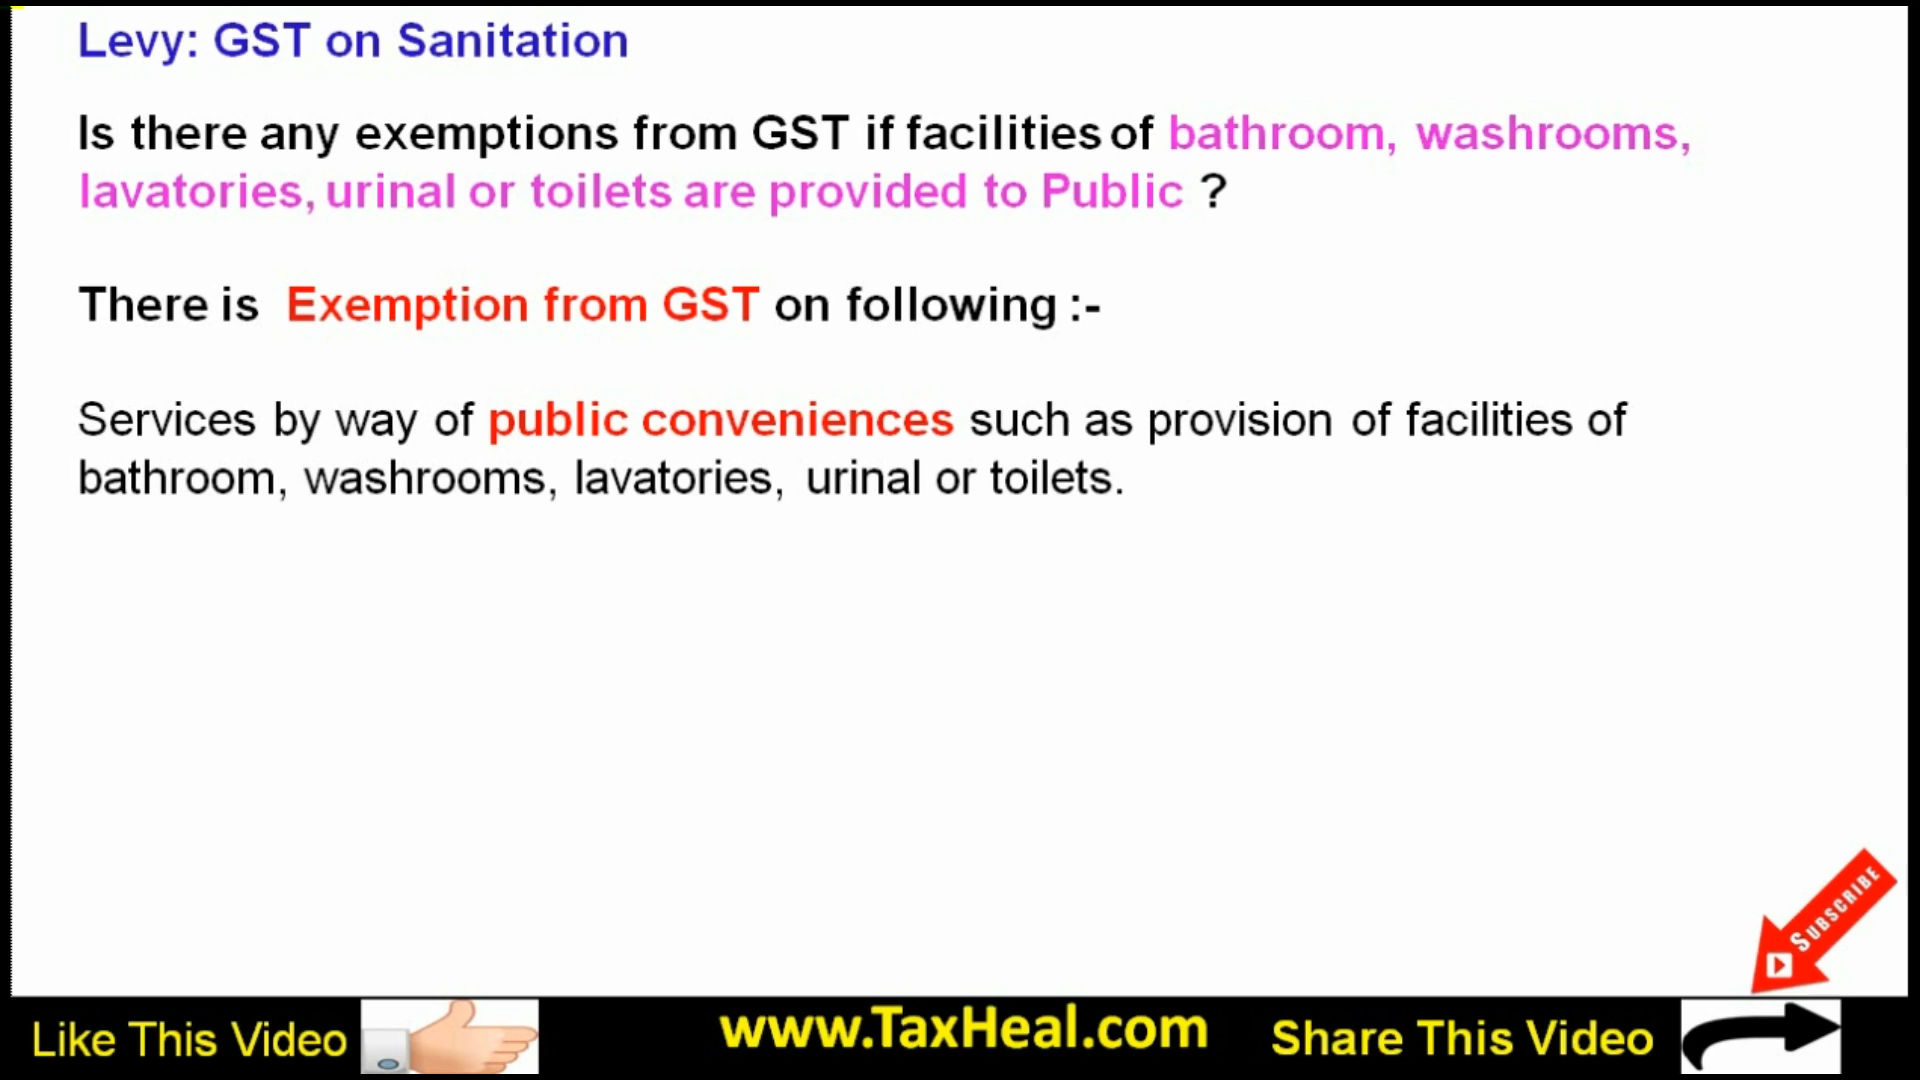 Levy: GST on Sanitation
Is there any exemptions from GST if facilities of bathroom, washrooms,
lavatories, urinal or toilets are provided to Public ?
There is Exemption from GST on following :-
Services by way of public conveniences such as provision of facilities of
bathroom, washrooms, lavatories, urinal or toilets.
SUBSCRIBE
Like This Video
www.TaxHeal.com
Share This Video